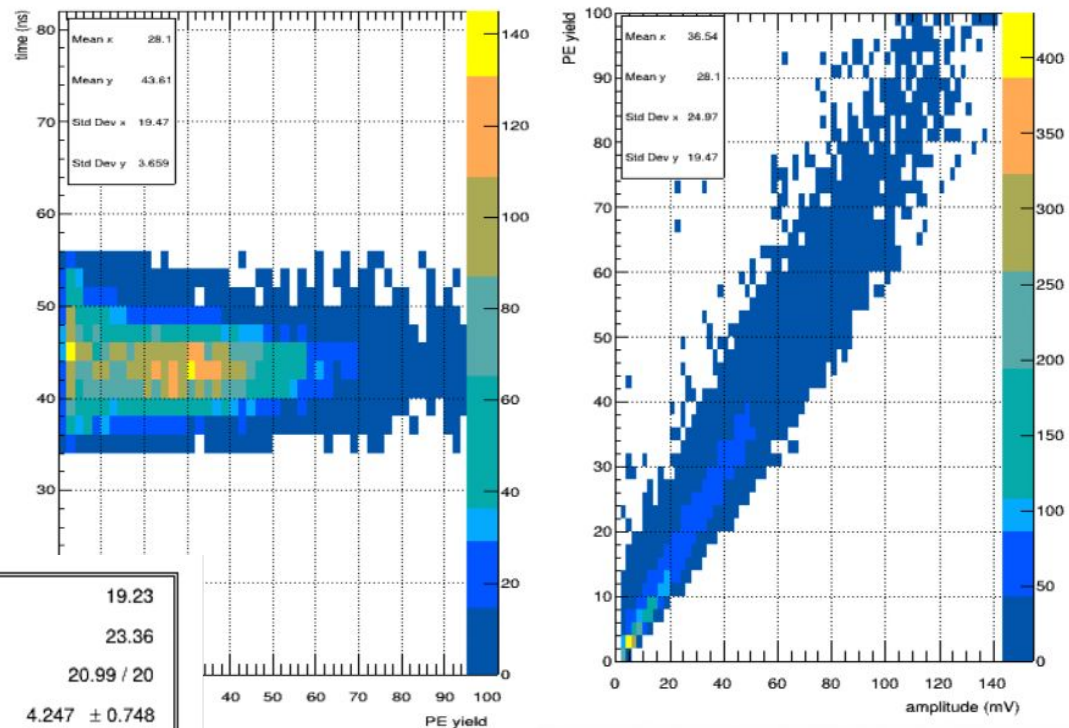 time (ns)
80
70
60
50
40
30
Mean x 28.1
Mean y 43.61
Std Dev x 19.47
Std Dev y 3.659
140
120
100
80
60
40
20
0
40 50 60 70 80 90 100
PE yield
19.23
23.36
20.99 / 20
4.247 ± 0.748
PE yield
100
90
80
70
60
50
40
30
20
10
0
Mean x 36.54
Mean y 28.1
Std Dev x 24.97
Std Dev y 19.47
400
350
300
250
200
150
100
50
0
0 20 40 60 80 100 120 140
amplitude (mV)